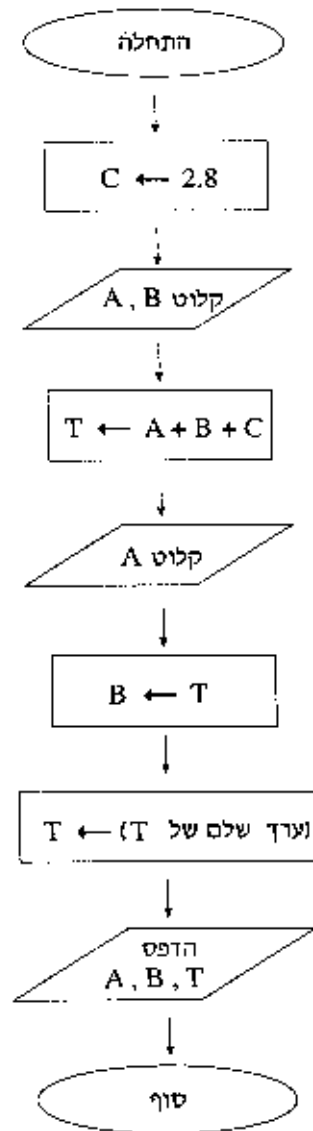 התחלה
C ← 2.8
קלוט A , B
T ← A + B + C
קלוט A
B ← T
T ← (ערך שלם של T)
הדפס
A , B , T
סוף